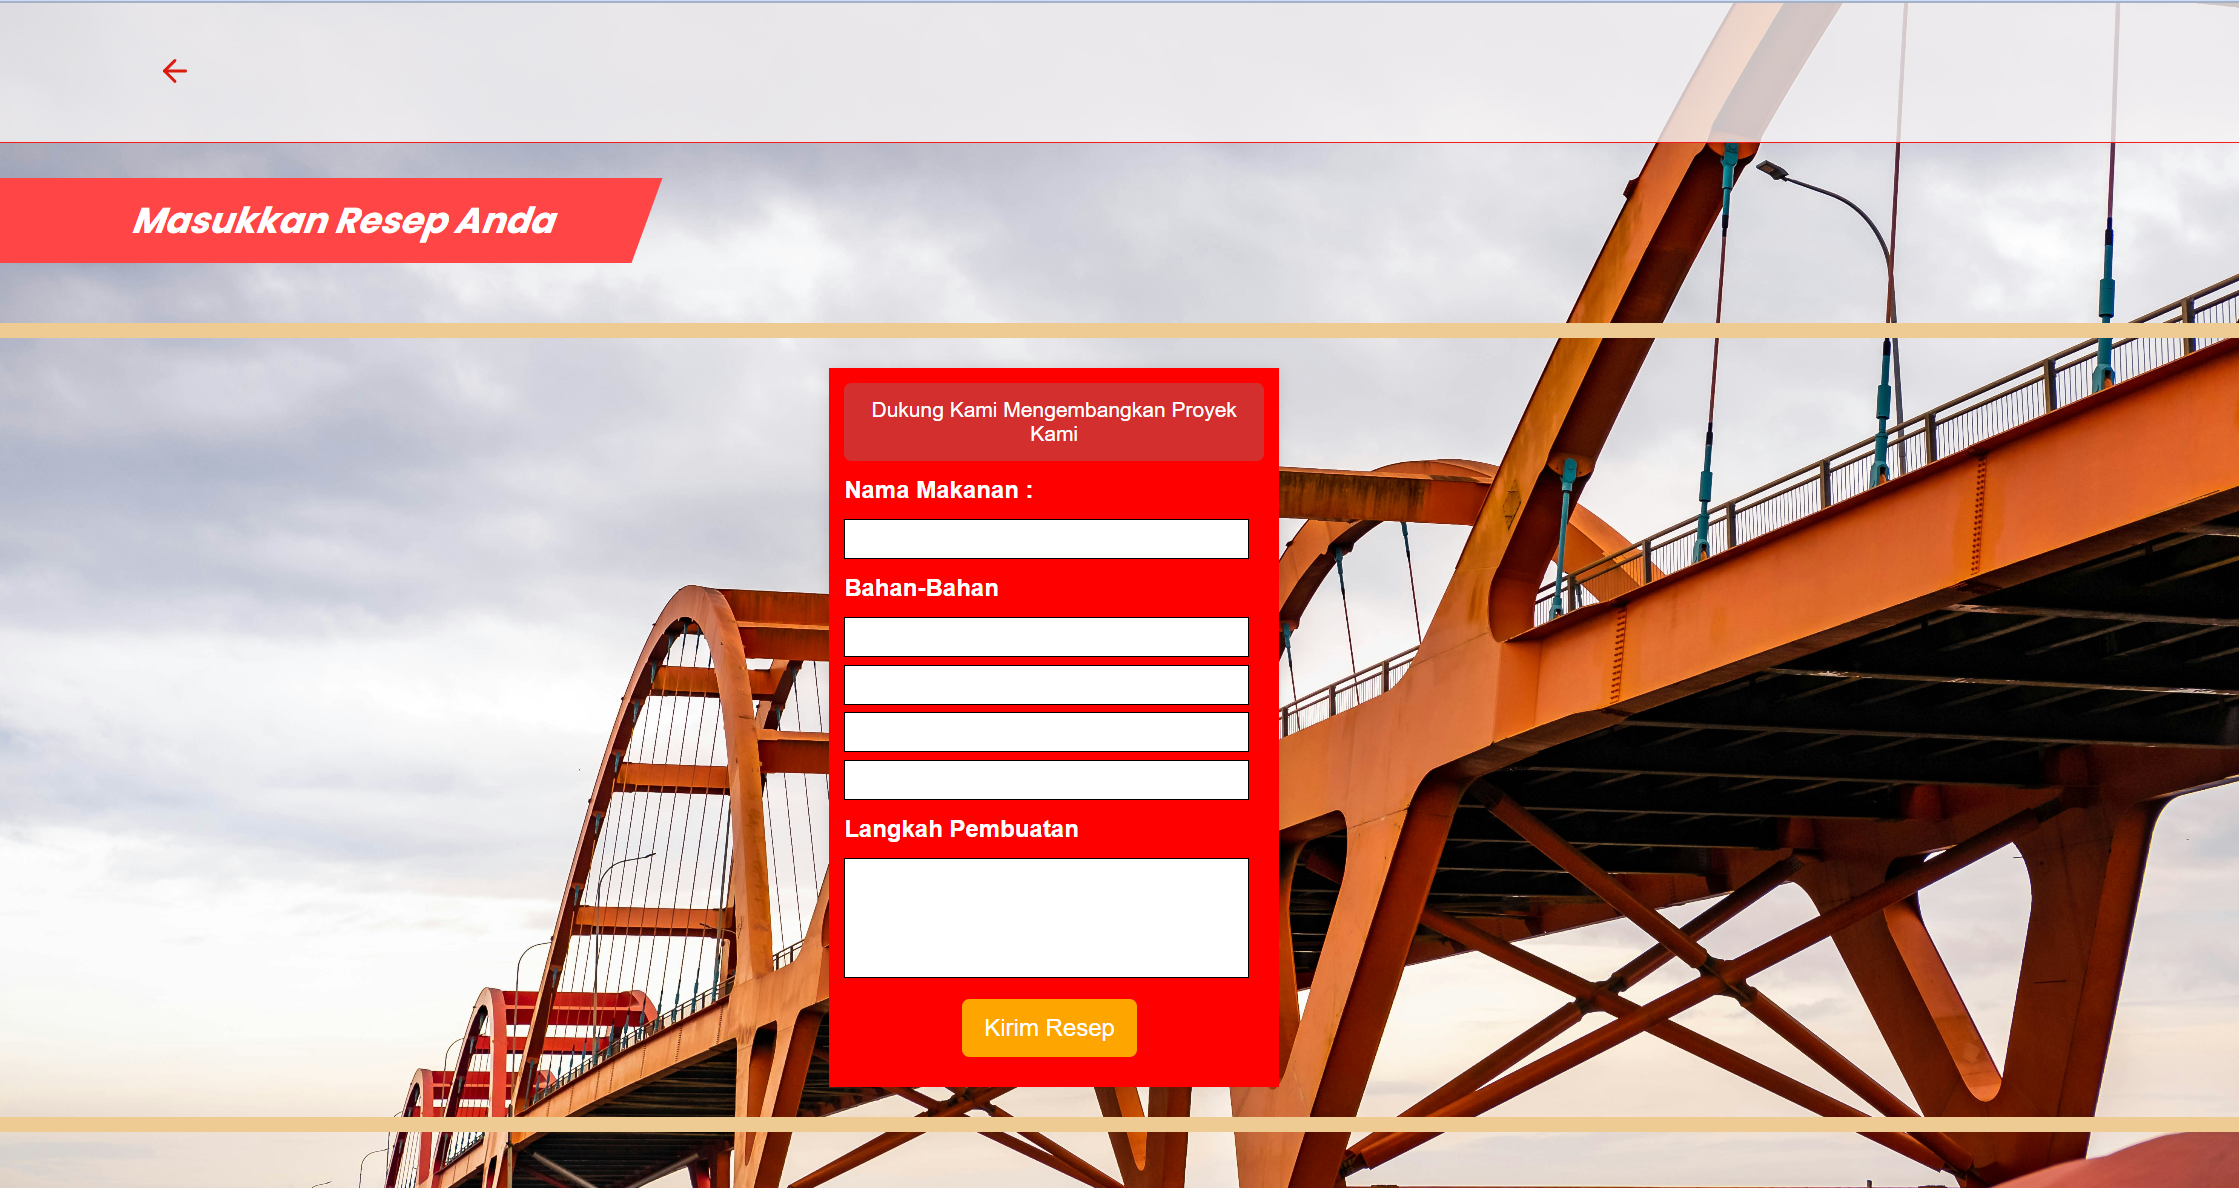 Masukkan Resep Anda
Dukung Kami Mengembangkan Proyek
Kami
Nama Makanan :
Bahan-Bahan
Langkah Pembuatan
Kirim Resep